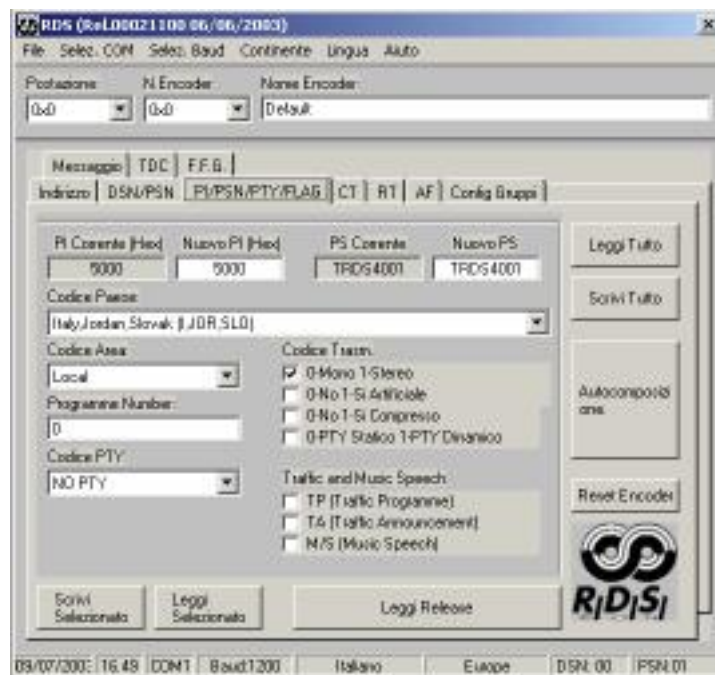 RDS (Rel.00021100 06/06/2003)
File Selez. COM Selez. Baud Continente Lingua Aiuto
Postazione N.Encoder Nome Encoder
0x0 0x0 Default
Messaggio TDC F.F.G.
Indirizzo DSN/PSN PI/PSN/PTY/FLAG CT RT AF Config Gruppi
PI Corrente (Hex) Nuovo PI (Hex) PS Corrente Nuovo PS
5000 5000 TRDS4001 TRDS4001
Leggi Tutto
Codice Paese
Italy,Jordan,Slovak (I,JOR,SLO)
Scrivi Tutto
Codice Area
Local
Programme Number:
0
Codice PTY
NO PTY
Codice Trasm.
0-Mono 1-Stereo
0-No 1-Si Artificiale
0-No 1-Si Compresso
0-PTY Statico 1-PTY Dinamico
Autocomposizi
one
Traffic and Music Speech
TP (Traffic Programme)
TA (Traffic Announcement)
M/S (Music Speech)
Reset Encoder
R/D/S/
Scrivi
Selezionato
Leggi
Selezionato
Leggi Release
16.49 COM1 Baud:1200 Italiano Europe DSN: 00 PSN:01